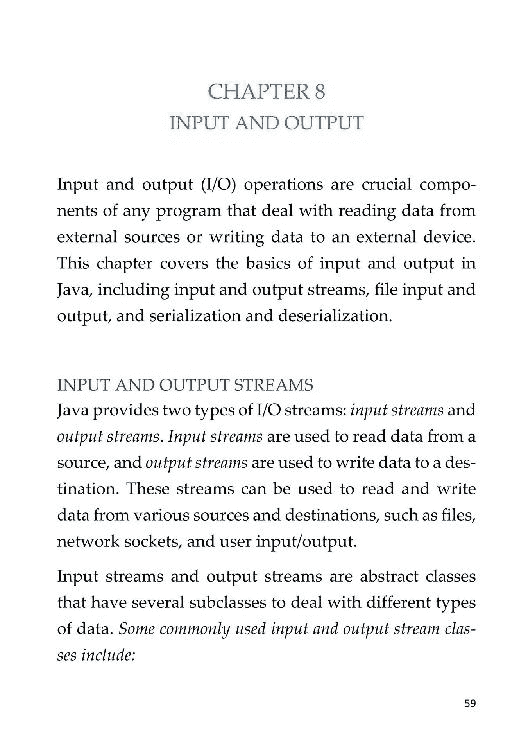 CHAPTER 8
INPUT AND OUTPUT
Input and output (I/O) operations are crucial compo-
nents of any program that deal with reading data from
external sources or writing data to an external device.
This chapter covers the basics of input and output in
Java, including input and output streams, file input and
output, and serialization and deserialization.
INPUT AND OUTPUT STREAMS
Java provides two types of I/O streams: input streams and
output streams. Input streams are used to read data from a
source, and output streams are used to write data to a des-
tination. These streams can be used to read and write
data from various sources and destinations, such as files,
network sockets, and user input/output.
Input streams and output streams are abstract classes
that have several subclasses to deal with different types
of data. Some commonly used input and output stream clas-
ses include:
59